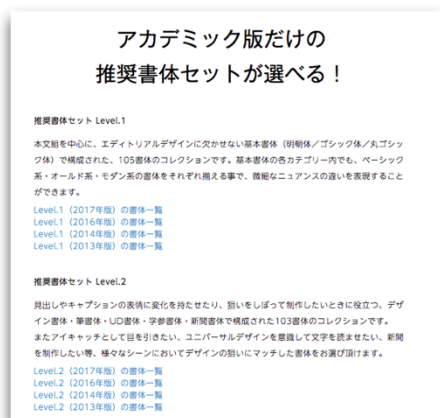 アカデミック版だけの
推奨書体セットが選べる！
推奨書体セット Level.1
本文組を中心に、エディトリアルデザインに欠かせない基本書体（明朝体／ゴシック体／丸ゴシッ
ク体）で構成された、105書体のコレクションです。基本書体の各カテゴリー内でも、ベーシック
系・オールド系・モダン系の書体をそれぞれ揃える事で、微細なニュアンスの違いを表現すること
ができます。
Level.1（2017年版）の書体一覧
Level.1（2016年版）の書体一覧
Level.1（2014年版）の書体一覧
Level.1（2013年版）の書体一覧
推奨書体セット Level.2
見出しやキャプションの表情に変化を持たせたり、狙いをしぼって制作したいときに役立つ、デザ
イン書体・筆書体・UD書体・学参書体・新聞書体で構成された103書体のコレクションです。
またアイキャッチとして目を引きたい、ユニバーサルデザインを意識して文字を読ませたい、新聞
を制作したい等、様々なシーンにおいてデザインの狙いにマッチした書体をお選び頂けます。
Level.2（2017年版）の書体一覧
Level.2（2016年版）の書体一覧
Level.2（2014年版）の書体一覧
Level.2（2013年版）の書体一覧